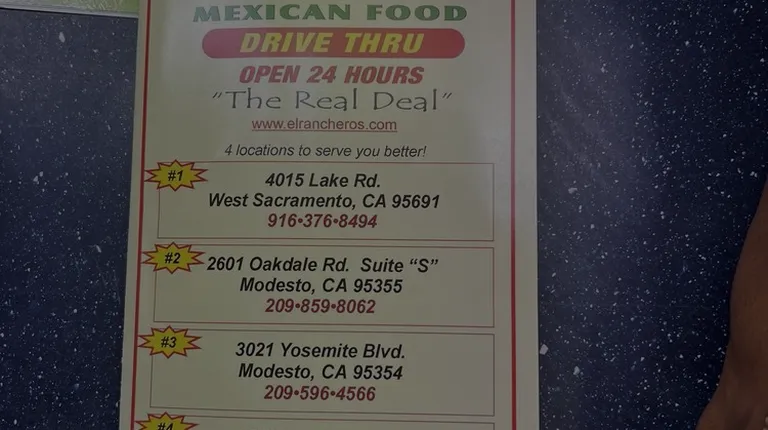 MEXICAN FOOD
DRIVE THRU
OPEN 24 HOURS
"The Real Deal"
www.elrancheros.com
4 locations to serve you better!
#1
4015 Lake Rd.
West Sacramento, CA 95691
916•376•8494
#2
2601 Oakdale Rd. Suite “S”
Modesto, CA 95355
209•859•8062
#3
3021 Yosemite Blvd.
Modesto, CA 95354
209•596•4566
#4